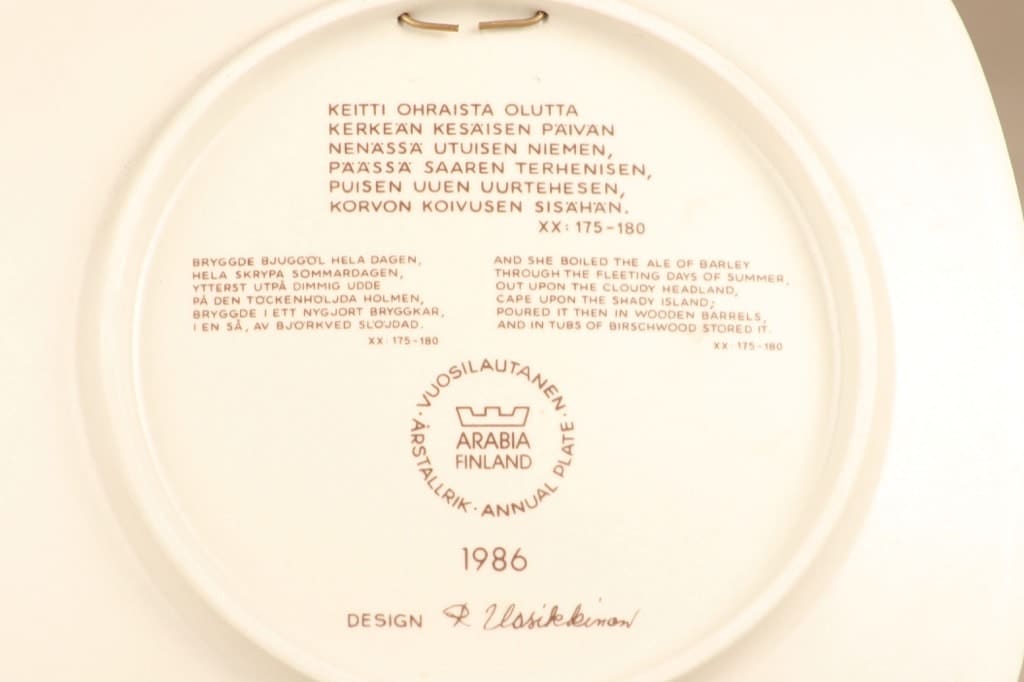 KEITTI OHRAISTA OLUTTA
KERKEÄN KESÄISEN PÄIVÄN
NENÄSSÄ UTUISEN NIEMEN,
PÄÄSSÄ SAAREN TERHENISEN,
PUISEN UUEN UURTEHESEN,
KORVON KOIVUSEN SISÄHÄN.
XX: 175-180
BRYGGDE BJUGGÖL HELA DAGEN,
HELA SKRYPA SOMMARDAGEN,
YTTERST UTPÅ DIMMIG UDDE
PÅ DEN TÖCKENHÖLJDA HOLMEN,
BRYGGDE I ETT NYGJORT BRYGGKAR,
I EN SÅ, AV BJÖRKVED SLÖJDAD.
XX: 175-180
AND SHE BOILED THE ALE OF BARLEY
THROUGH THE FLEETING DAYS OF SUMMER,
OUT UPON THE CLOUDY HEADLAND,
CAPE UPON THE SHADY ISLAND;
POURED IT THEN IN WOODEN BARRELS,
AND IN TUBS OF BIRSCHWOOD STORED IT.
XX: 175-180
VUOSILAUTANEN · ANNUAL PLATE · ÅRSTALLRIK ·
ARABIA
FINLAND
1986
DESIGN R Uosikkinen